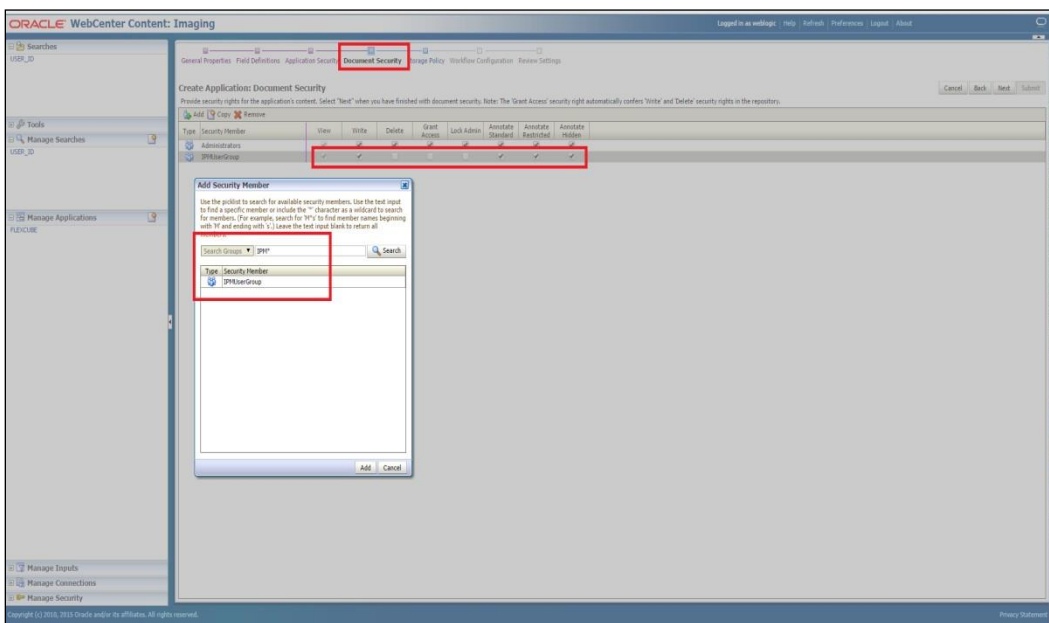 ORACLE WebCenter Content: Imaging
Logged in as weblogic Help Refresh Preferences Logout About
Searches
USER_ID
General Properties Field Definitions Application Security Document Security Storage Policy Workflow Configuration Review Settings
Create Application: Document Security
Cancel Back Next Submit
Provide security rights for the application's content. Select "Next" when you have finished with document security. Note: The 'Grant Access' security right automatically confers 'Write' and 'Delete' security rights in the repository.
Add Copy Remove
Type Security Member View Write Delete Grant Access Lock Admin Annotate Standard Annotate Restricted Annotate Hidden
Administrators
IPMUserGroup
Tools
Manage Searches
USER_ID
Manage Applications
FLEXCUBE
Add Security Member
Use the picklist to search for available security members. Use the text input
to find a specific member or include the '*' character as a wildcard to search
for members. (For example, search for 'M*s' to find member names beginning
with 'M' and ending with 's'.) Leave the text input blank to return all
members.
Search Groups IPM* Search
Type Security Member
IPMUserGroup
Add Cancel
Manage Inputs
Manage Connections
Manage Security
Copyright (c) 2010, 2015 Oracle and/or its affiliates. All rights reserved.
Privacy Statement